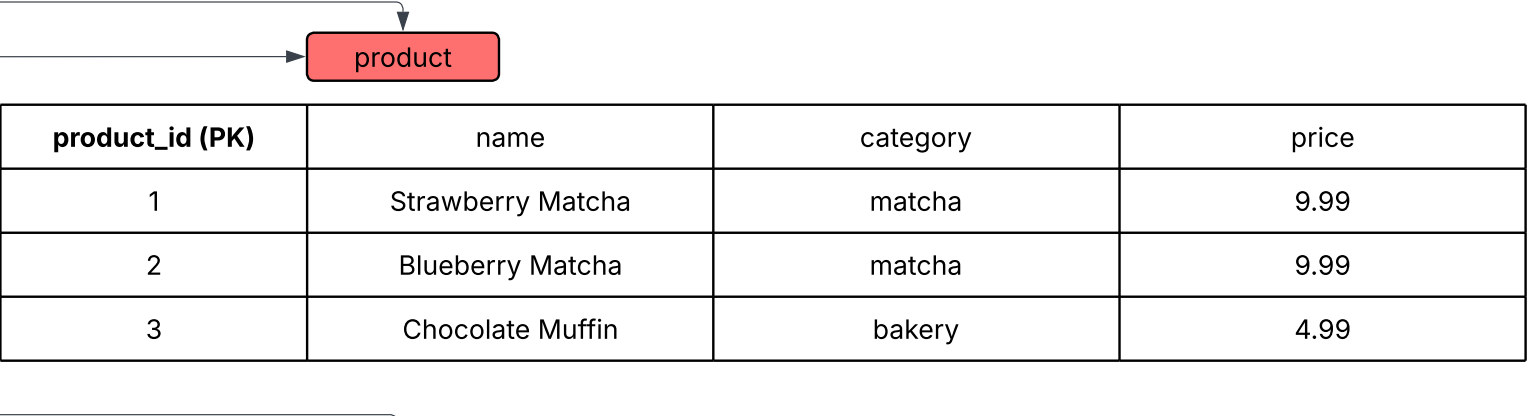 product
product_id (PK) name category price
1 Strawberry Matcha matcha 9.99
2 Blueberry Matcha matcha 9.99
3 Chocolate Muffin bakery 4.99